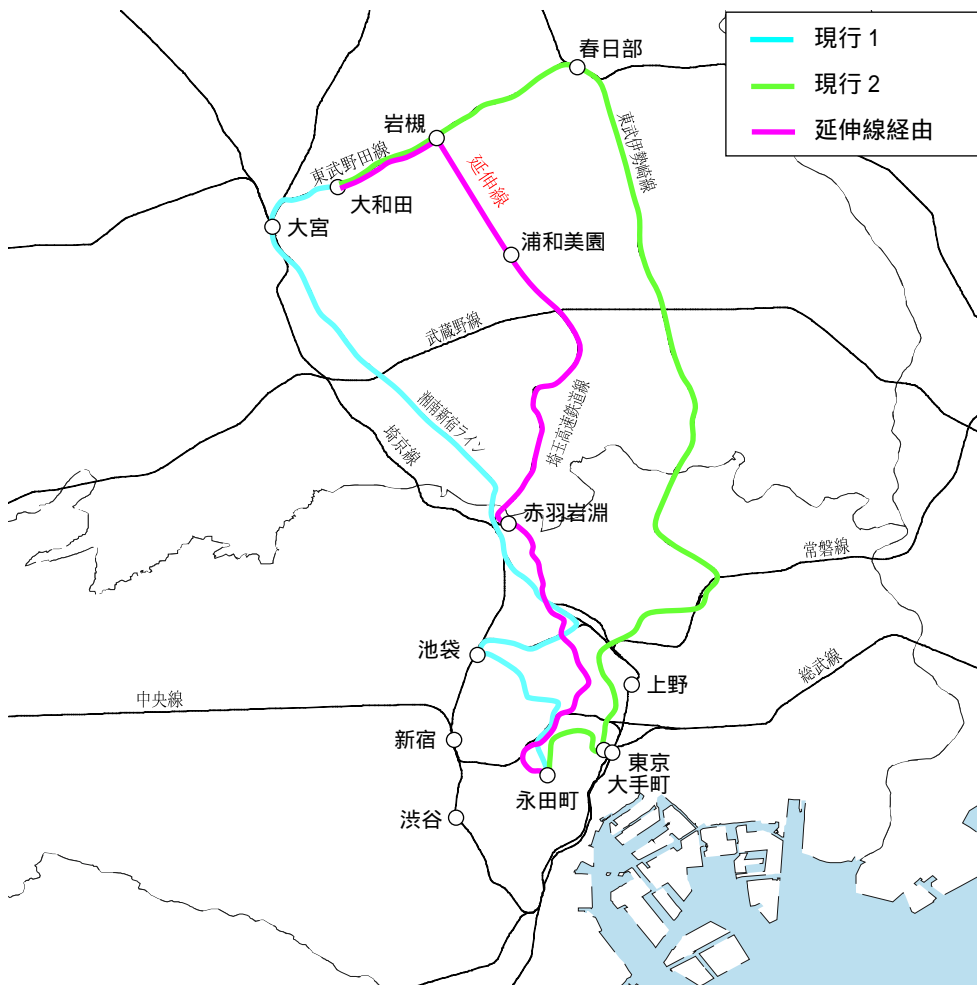 現行1
現行2
延伸線経由
春日部
岩槻
東武野田線
東武伊勢崎線
延伸線
大和田
大宮
浦和美園
武蔵野線
湘南新宿ライン
埼玉高速鉄道線
埼京線
赤羽岩淵
常磐線
池袋
上野
総武線
中央線
新宿
東京
大手町
永田町
渋谷